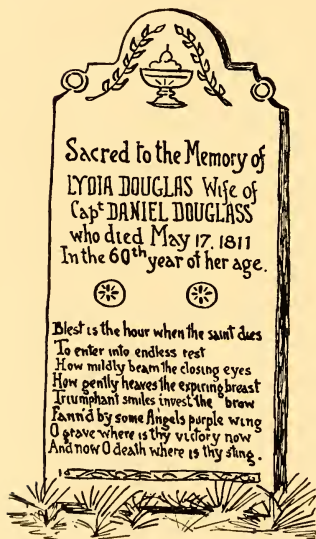 Sacred to the Memory of
LYDIA DOUGLAS Wife of
Capt DANIEL DOUGLASS
who died May 17. 1811
In the 60th year of her age.
Blest is the hour when the saint dies
To enter into endless rest
How mildly beam the closing eyes
How gently heaves the expiring breast
Triumphant smiles invest the brow
Fann'd by some Angels purple wing
O grave where is thy victory now
And now O death where is thy sting.